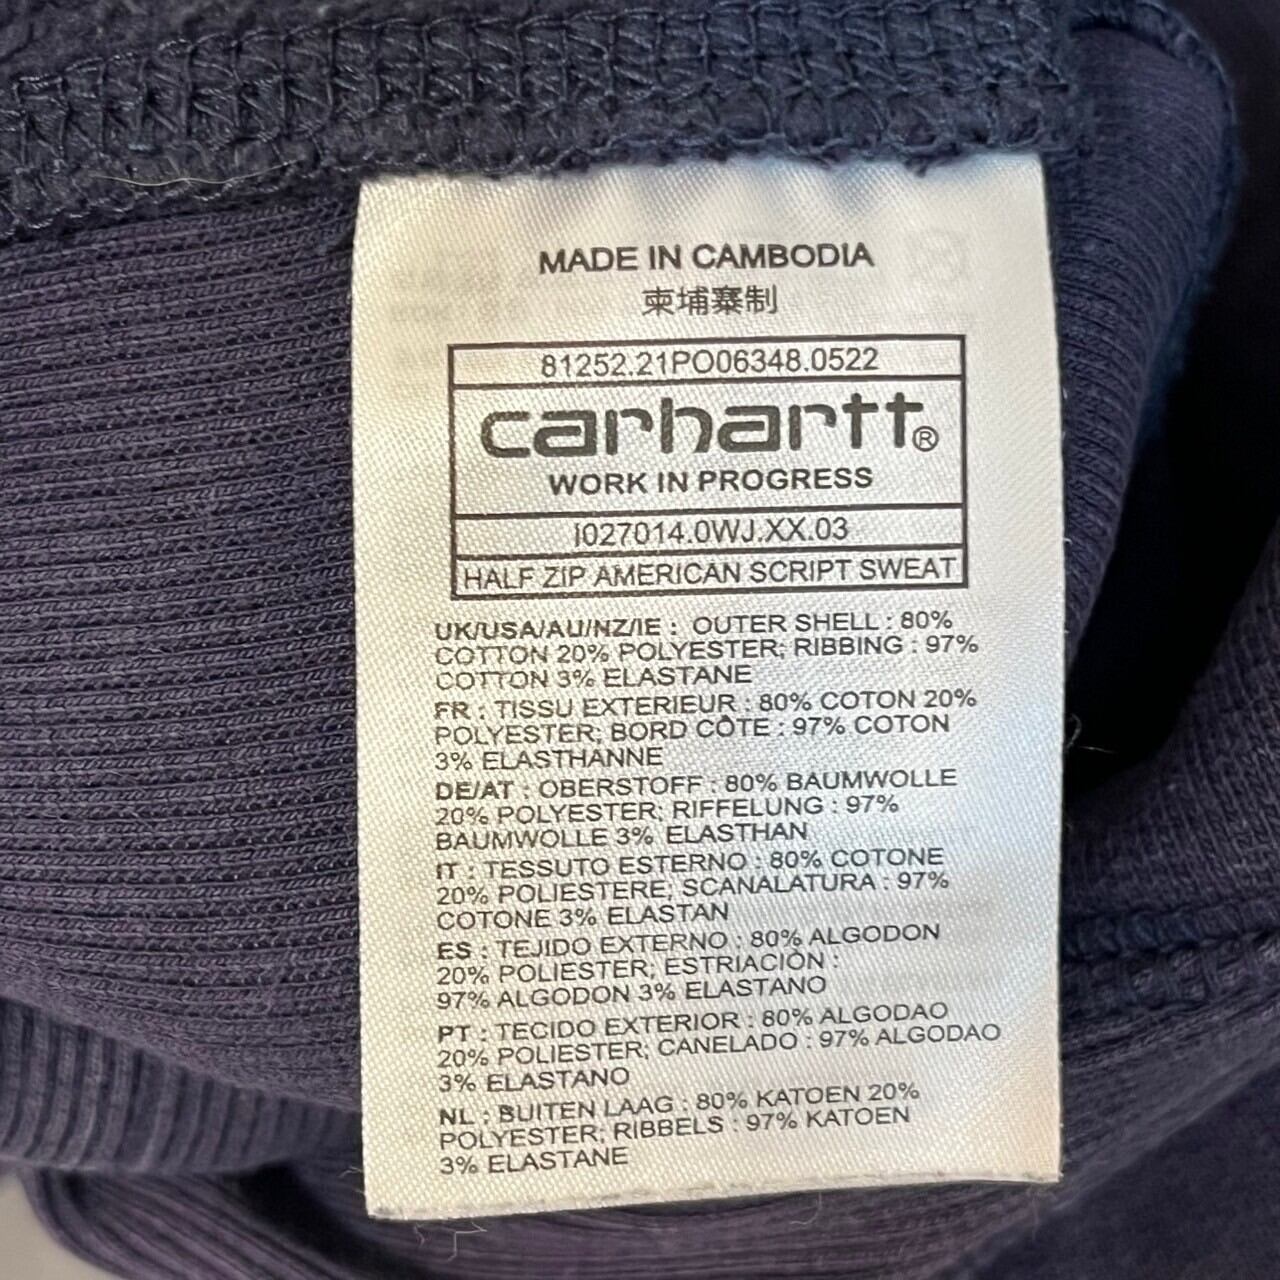 MADE IN CAMBODIA
柬埔寨制
81252.21PO06348.0522
carhartt®
WORK IN PROGRESS
I027014.0WJ.XX.03
HALF ZIP AMERICAN SCRIPT SWEAT
UK/USA/AU/NZ/IE : OUTER SHELL : 80%
COTTON 20% POLYESTER; RIBBING : 97%
COTTON 3% ELASTANE
FR : TISSU EXTERIEUR : 80% COTON 20%
POLYESTER; BORD CÔTE : 97% COTON
3% ELASTHANNE
DE/AT : OBERSTOFF : 80% BAUMWOLLE
20% POLYESTER; RIFFELUNG : 97%
BAUMWOLLE 3% ELASTHAN
IT : TESSUTO ESTERNO : 80% COTONE
20% POLIESTERE; SCANALATURA : 97%
COTONE 3% ELASTAN
ES : TEJIDO EXTERNO : 80% ALGODON
20% POLIESTER; ESTRIACIÓN :
97% ALGODON 3% ELASTANO
PT : TECIDO EXTERIOR : 80% ALGODAO
20% POLIESTER; CANELADO : 97% ALGODAO
3% ELASTANO
NL : BUITEN LAAG : 80% KATOEN 20%
POLYESTER; RIBBELS : 97% KATOEN
3% ELASTANE